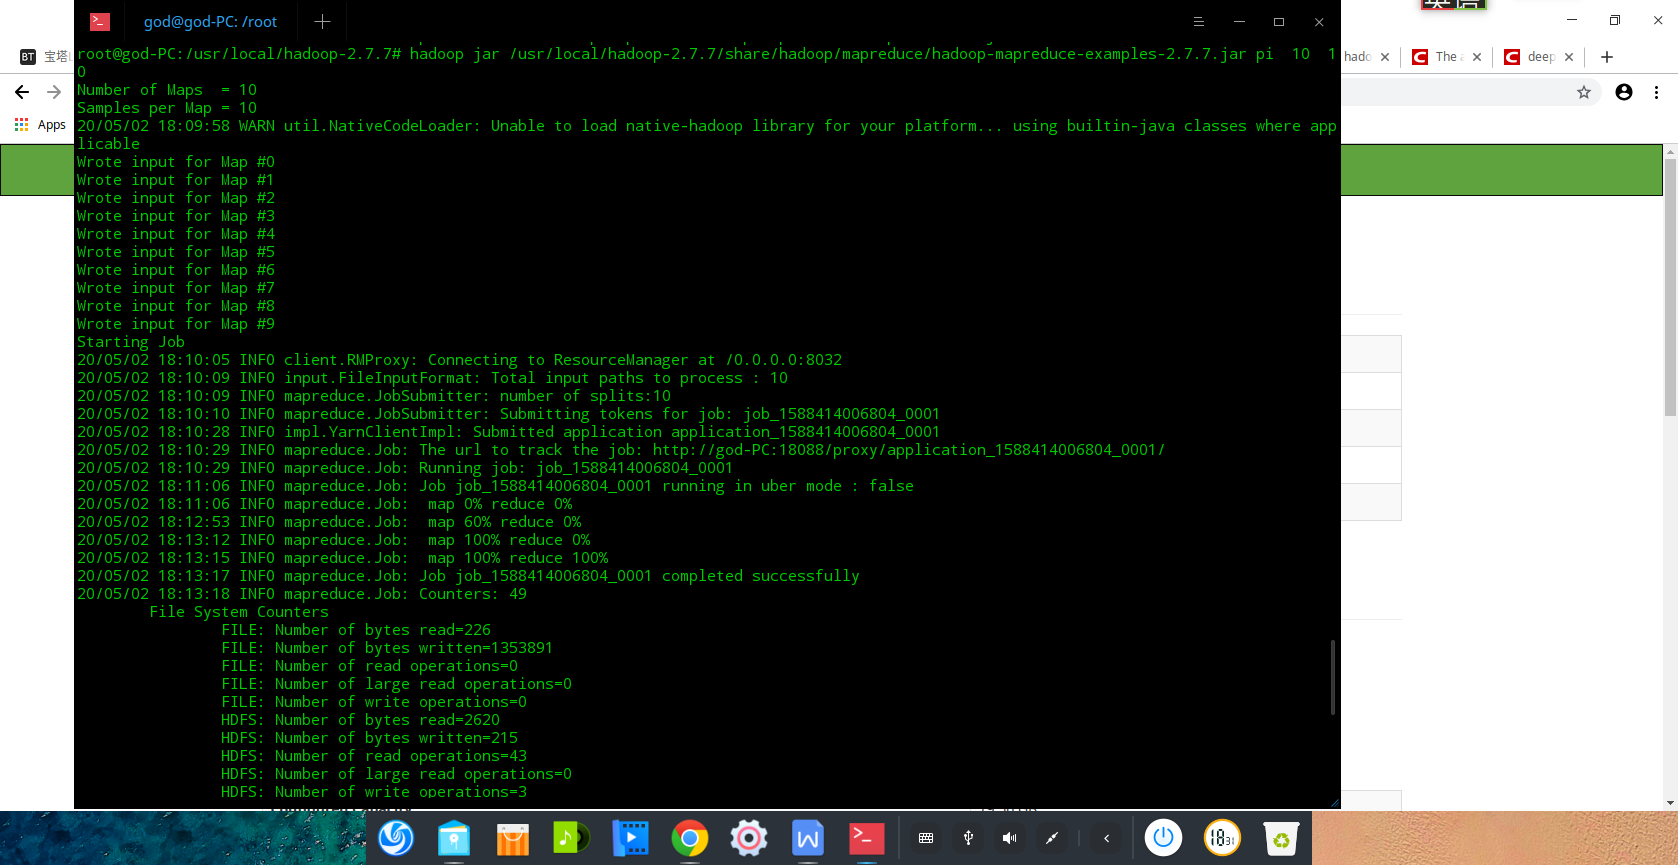 god@god-PC: /root
root@god-PC:/usr/local/hadoop-2.7.7# hadoop jar /usr/local/hadoop-2.7.7/share/hadoop/mapreduce/hadoop-mapreduce-examples-2.7.7.jar pi  10  1
0
Number of Maps  = 10
Samples per Map = 10
20/05/02 18:09:58 WARN util.NativeCodeLoader: Unable to load native-hadoop library for your platform... using builtin-java classes where app
licable
Wrote input for Map #0
Wrote input for Map #1
Wrote input for Map #2
Wrote input for Map #3
Wrote input for Map #4
Wrote input for Map #5
Wrote input for Map #6
Wrote input for Map #7
Wrote input for Map #8
Wrote input for Map #9
Starting Job
20/05/02 18:10:05 INFO client.RMProxy: Connecting to ResourceManager at /0.0.0.0:8032
20/05/02 18:10:09 INFO input.FileInputFormat: Total input paths to process : 10
20/05/02 18:10:09 INFO mapreduce.JobSubmitter: number of splits:10
20/05/02 18:10:10 INFO mapreduce.JobSubmitter: Submitting tokens for job: job_1588414006804_0001
20/05/02 18:10:28 INFO impl.YarnClientImpl: Submitted application application_1588414006804_0001
20/05/02 18:10:29 INFO mapreduce.Job: The url to track the job: http://god-PC:18088/proxy/application_1588414006804_0001/
20/05/02 18:10:29 INFO mapreduce.Job: Running job: job_1588414006804_0001
20/05/02 18:11:06 INFO mapreduce.Job: Job job_1588414006804_0001 running in uber mode : false
20/05/02 18:11:06 INFO mapreduce.Job:  map 0% reduce 0%
20/05/02 18:12:53 INFO mapreduce.Job:  map 60% reduce 0%
20/05/02 18:13:12 INFO mapreduce.Job:  map 100% reduce 0%
20/05/02 18:13:15 INFO mapreduce.Job:  map 100% reduce 100%
20/05/02 18:13:17 INFO mapreduce.Job: Job job_1588414006804_0001 completed successfully
20/05/02 18:13:18 INFO mapreduce.Job: Counters: 49
File System Counters
FILE: Number of bytes read=226
FILE: Number of bytes written=1353891
FILE: Number of read operations=0
FILE: Number of large read operations=0
FILE: Number of write operations=0
HDFS: Number of bytes read=2620
HDFS: Number of bytes written=215
HDFS: Number of read operations=43
HDFS: Number of large read operations=0
HDFS: Number of write operations=3
BT 宝塔
hado
The a
deep
Apps
18 31